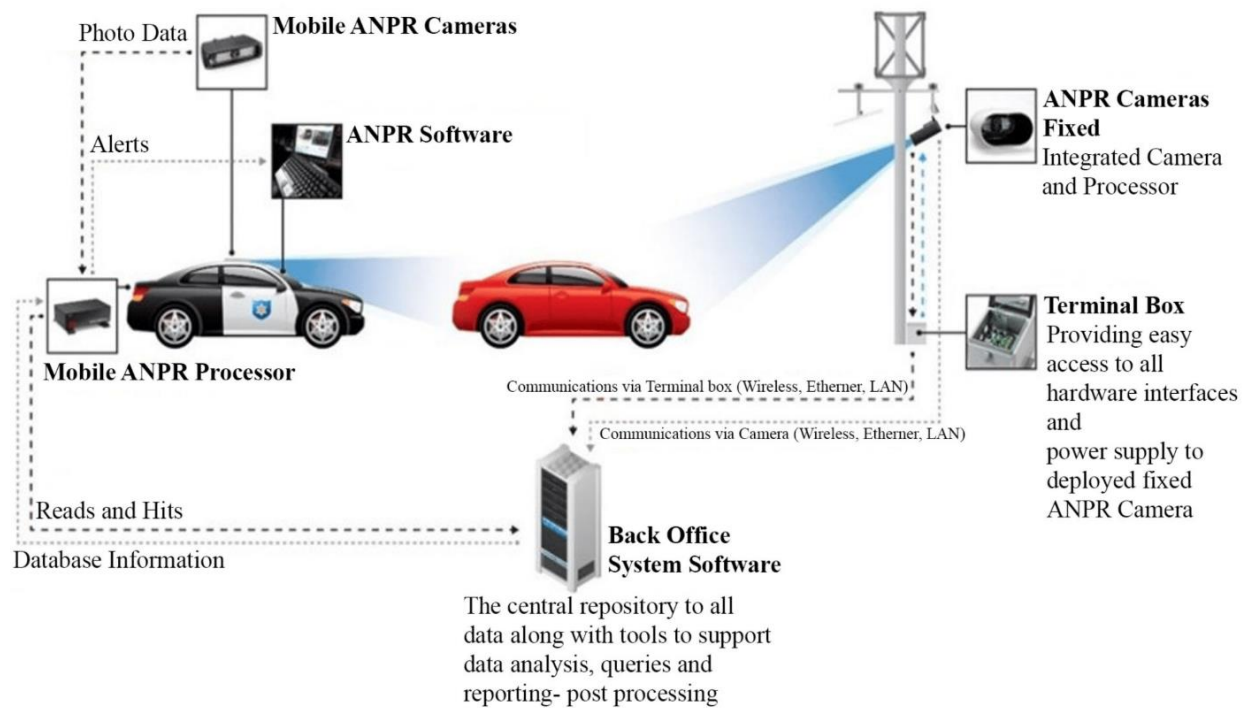 Photo Data
Mobile ANPR Cameras
Alerts
ANPR Software
ANPR Cameras
Fixed
Integrated Camera
and Processor
Mobile ANPR Processor
Terminal Box
Providing easy
access to all
hardware interfaces
and
power supply to
deployed fixed
ANPR Camera
Communications via Terminal box (Wireless, Etherner, LAN)
Communications via Camera (Wireless, Etherner, LAN)
Reads and Hits
Database Information
Back Office
System Software
The central repository to all
data along with tools to support
data analysis, queries and
reporting- post processing